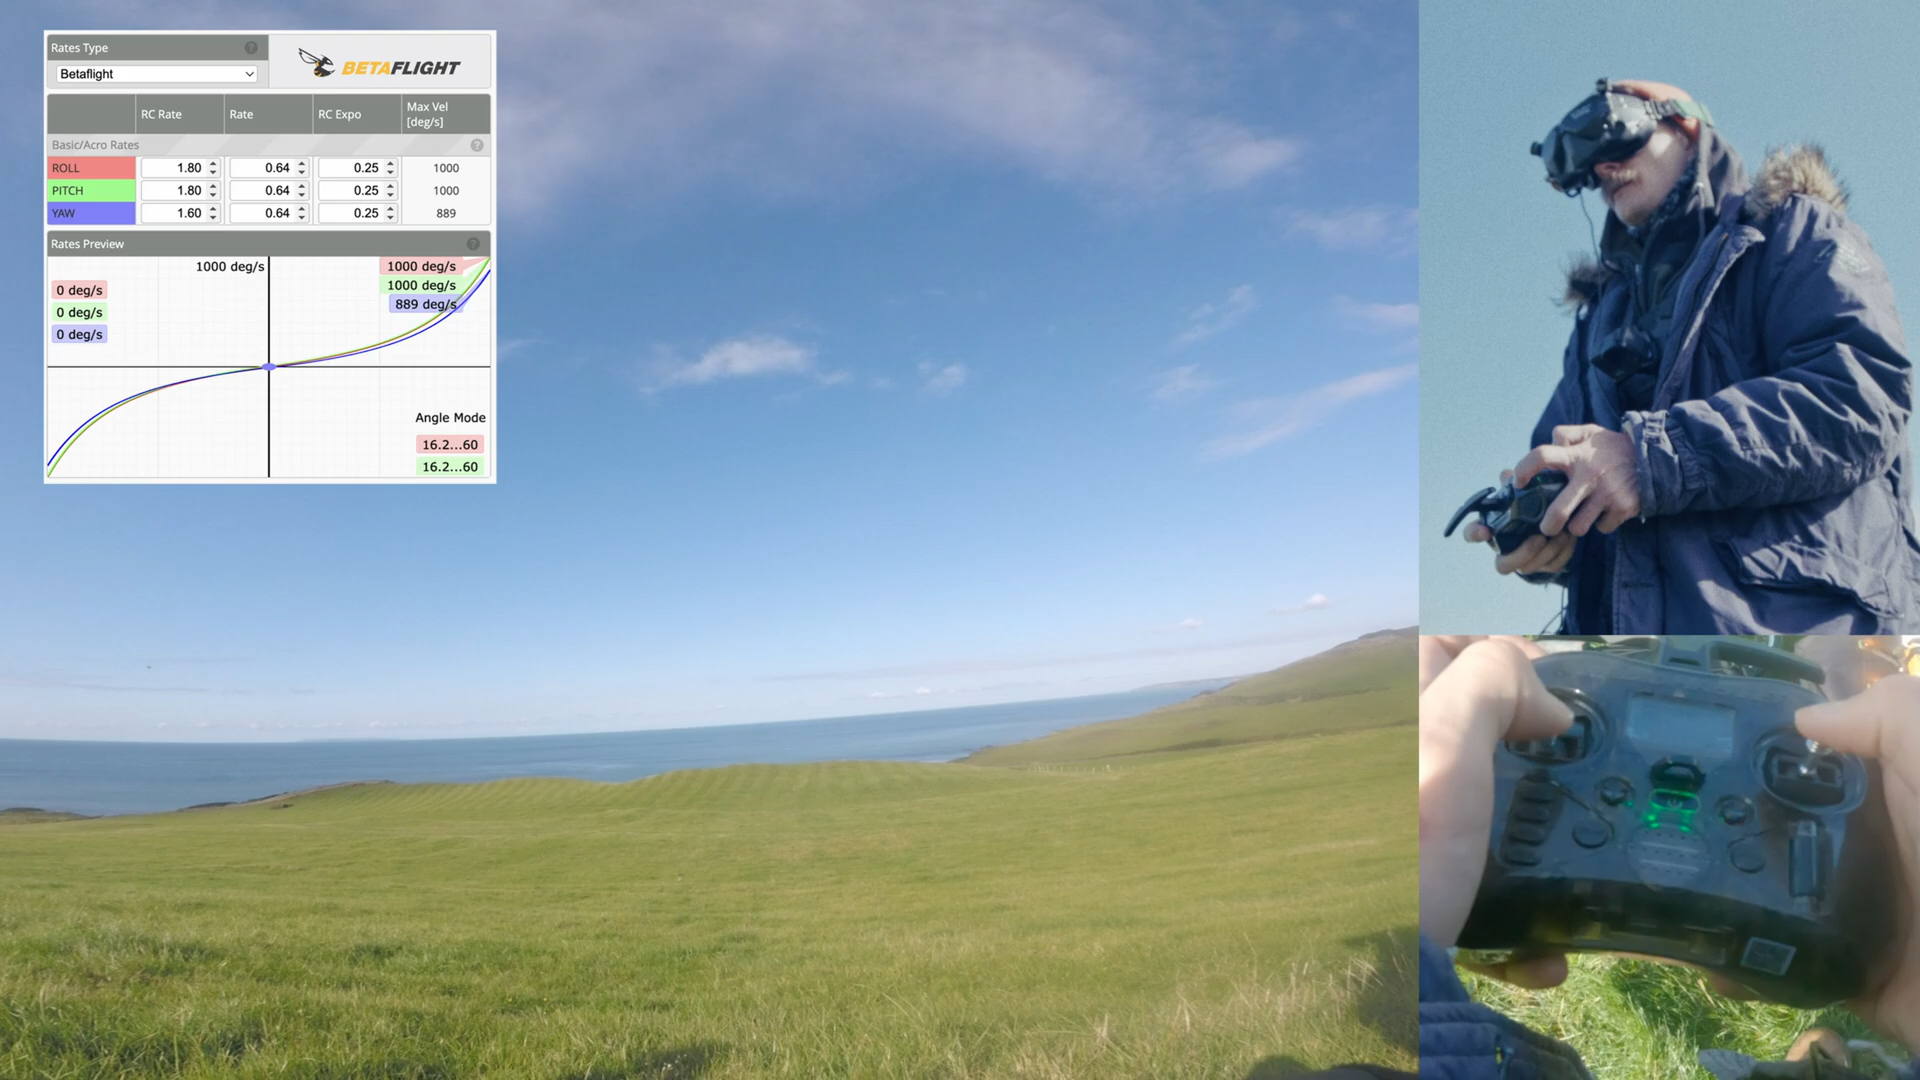 Rates Type
Betaflight
BETAFLIGHT
RC Rate Rate RC Expo Max Vel [deg/s]
Basic/Acro Rates
ROLL 1.80 0.64 0.25 1000
PITCH 1.80 0.64 0.25 1000
YAW 1.60 0.64 0.25 889
Rates Preview
1000 deg/s 1000 deg/s
0 deg/s 1000 deg/s
0 deg/s 889 deg/s
0 deg/s
Angle Mode
16.2...60
16.2...60